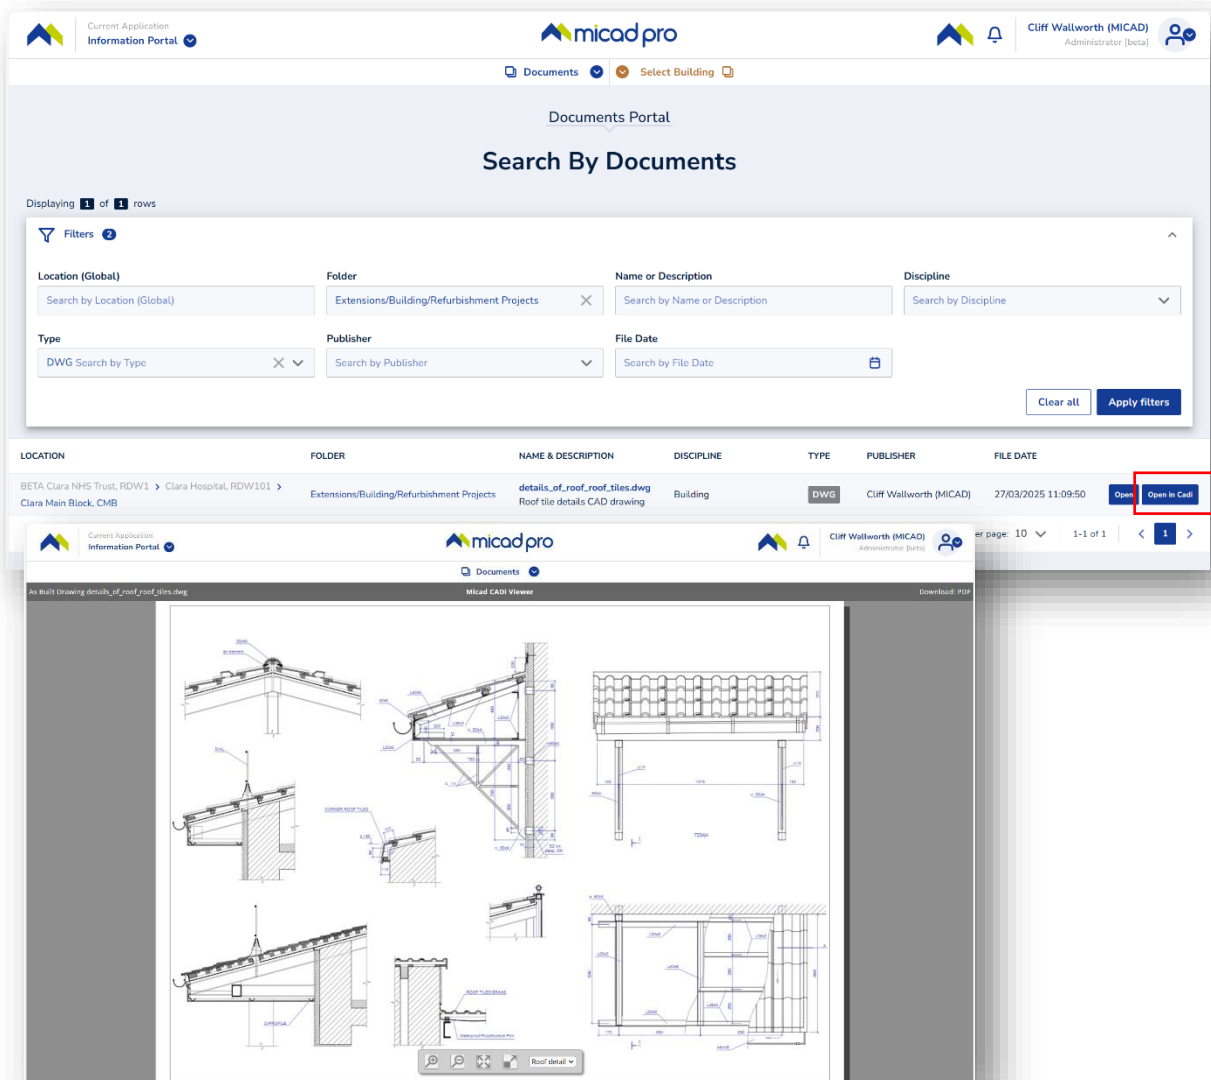 Current Application
Information Portal
micad pro
Cliff Wallworth (MICAD)
Administrator [beta]
Documents
Select Building
Documents Portal
Search By Documents
Displaying 1 of 1 rows
Filters 2
Location (Global)
Folder
Name or Description
Discipline
Search by Location (Global)
Extensions/Building/Refurbishment Projects
Search by Name or Description
Search by Discipline
Type
Publisher
File Date
DWG Search by Type
Search by Publisher
Search by File Date
Clear all
Apply filters
LOCATION FOLDER NAME & DESCRIPTION DISCIPLINE TYPE PUBLISHER FILE DATE
BETA Clara NHS Trust, RDW1 > Clara Hospital, RDW101 >
Clara Main Block, CMB
Extensions/Building/Refurbishment Projects
details_of_roof_roof_tiles.dwg
Roof tile details CAD drawing
Building
DWG
Cliff Wallworth (MICAD)
27/03/2025 11:09:50
Open
Open in Cadi
er page: 10
1-1 of 1
< 1 >
Current Application
Information Portal
micad pro
Cliff Wallworth (MICAD)
Administrator [beta]
Documents
As Built Drawing details_of_roof_roof_tiles.dwg
Micad CADi Viewer
Download: PDF
CORNER ROOF TILES
ПЛАН
ROOF TILES BRAAS
Roof detail